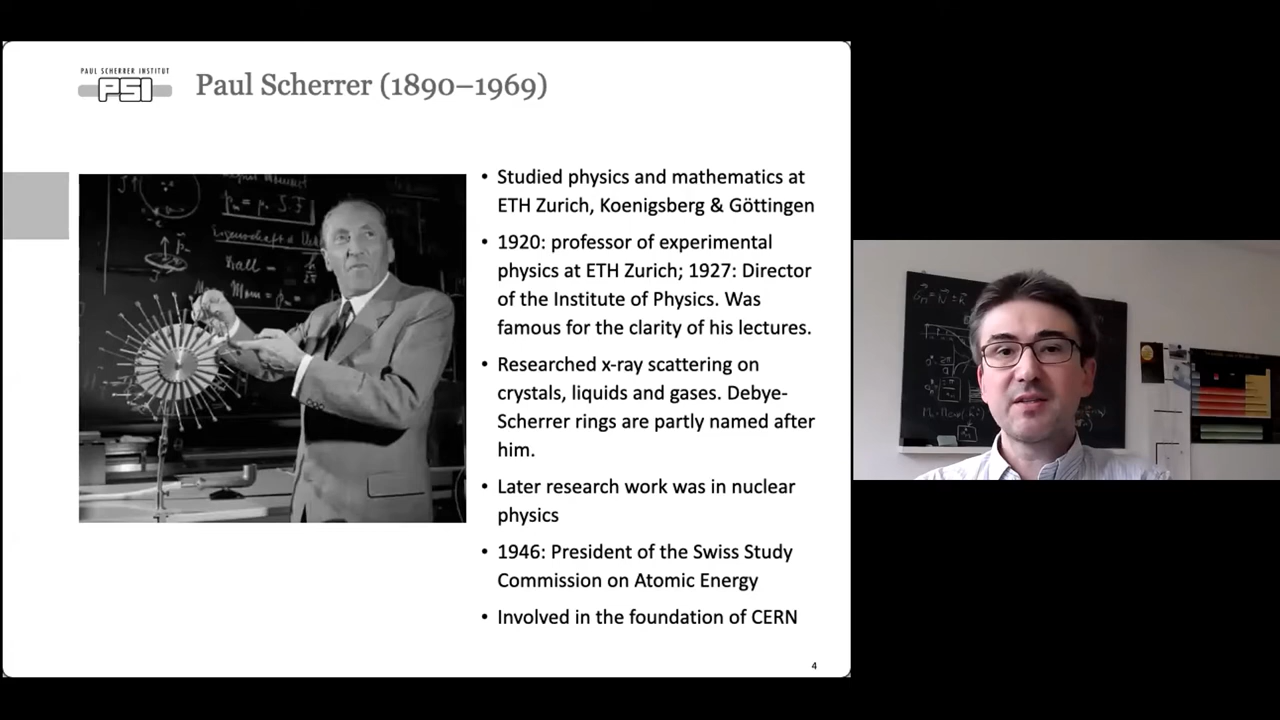 PAUL SCHERRER INSTITUT
PSI
Paul Scherrer (1890–1969)
• Studied physics and mathematics at
ETH Zurich, Koenigsberg & Göttingen
• 1920: professor of experimental
physics at ETH Zurich; 1927: Director
of the Institute of Physics. Was
famous for the clarity of his lectures.
• Researched x-ray scattering on
crystals, liquids and gases. Debye-
Scherrer rings are partly named after
him.
• Later research work was in nuclear
physics
• 1946: President of the Swiss Study
Commission on Atomic Energy
• Involved in the foundation of CERN
4